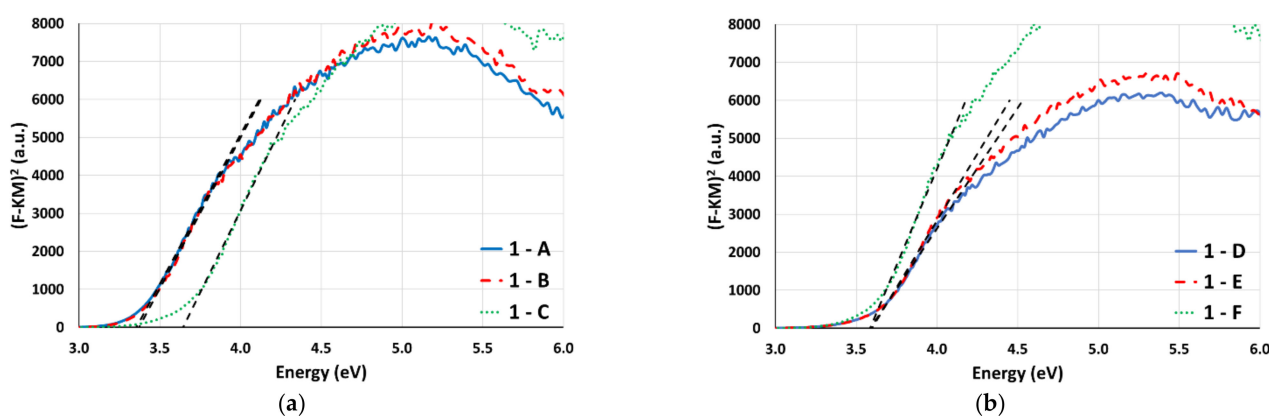 8000
7000
6000
5000
4000
3000
2000
1000
0
(F-KM)² (a.u.)
1 - A
1 - B
1 - C
3.0 3.5 4.0 4.5 5.0 5.5 6.0
Energy (eV)
(a)
8000
7000
6000
5000
4000
3000
2000
1000
0
(F-KM)² (a.u.)
1 - D
1 - E
1 - F
3.0 3.5 4.0 4.5 5.0 5.5 6.0
Energy (eV)
(b)